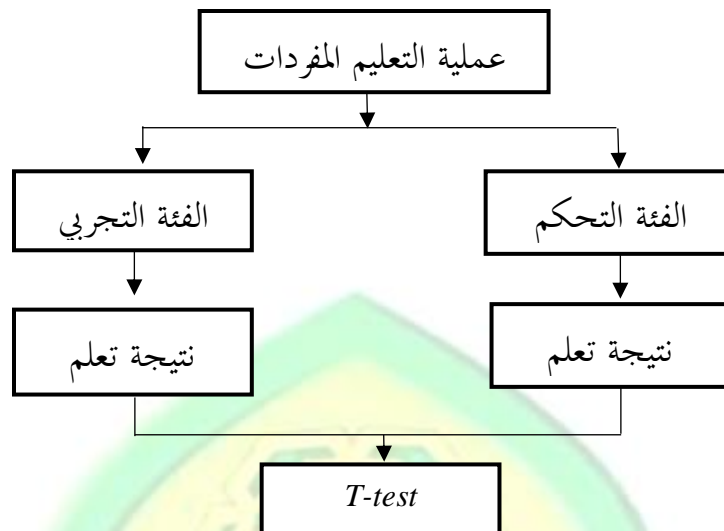 عملية التعليم المفردات
الفئة التحكم
الفئة التجربي
نتيجة تعلم
نتيجة تعلم
T-test